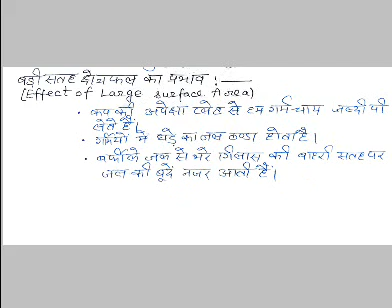 बड़ी सतह क्षेत्रफल का प्रभाव :—
(Effect of Large surface Area)
• कप की अपेक्षा प्लेट से हम गर्म चाय जल्दी पी
लेते हैं।
• गर्मियों में घड़े का जल ठण्डा होता है।
• बर्फीले जल से भरे गिलास की बाहरी सतह पर
जल की बूंदे नजर आती हैं।